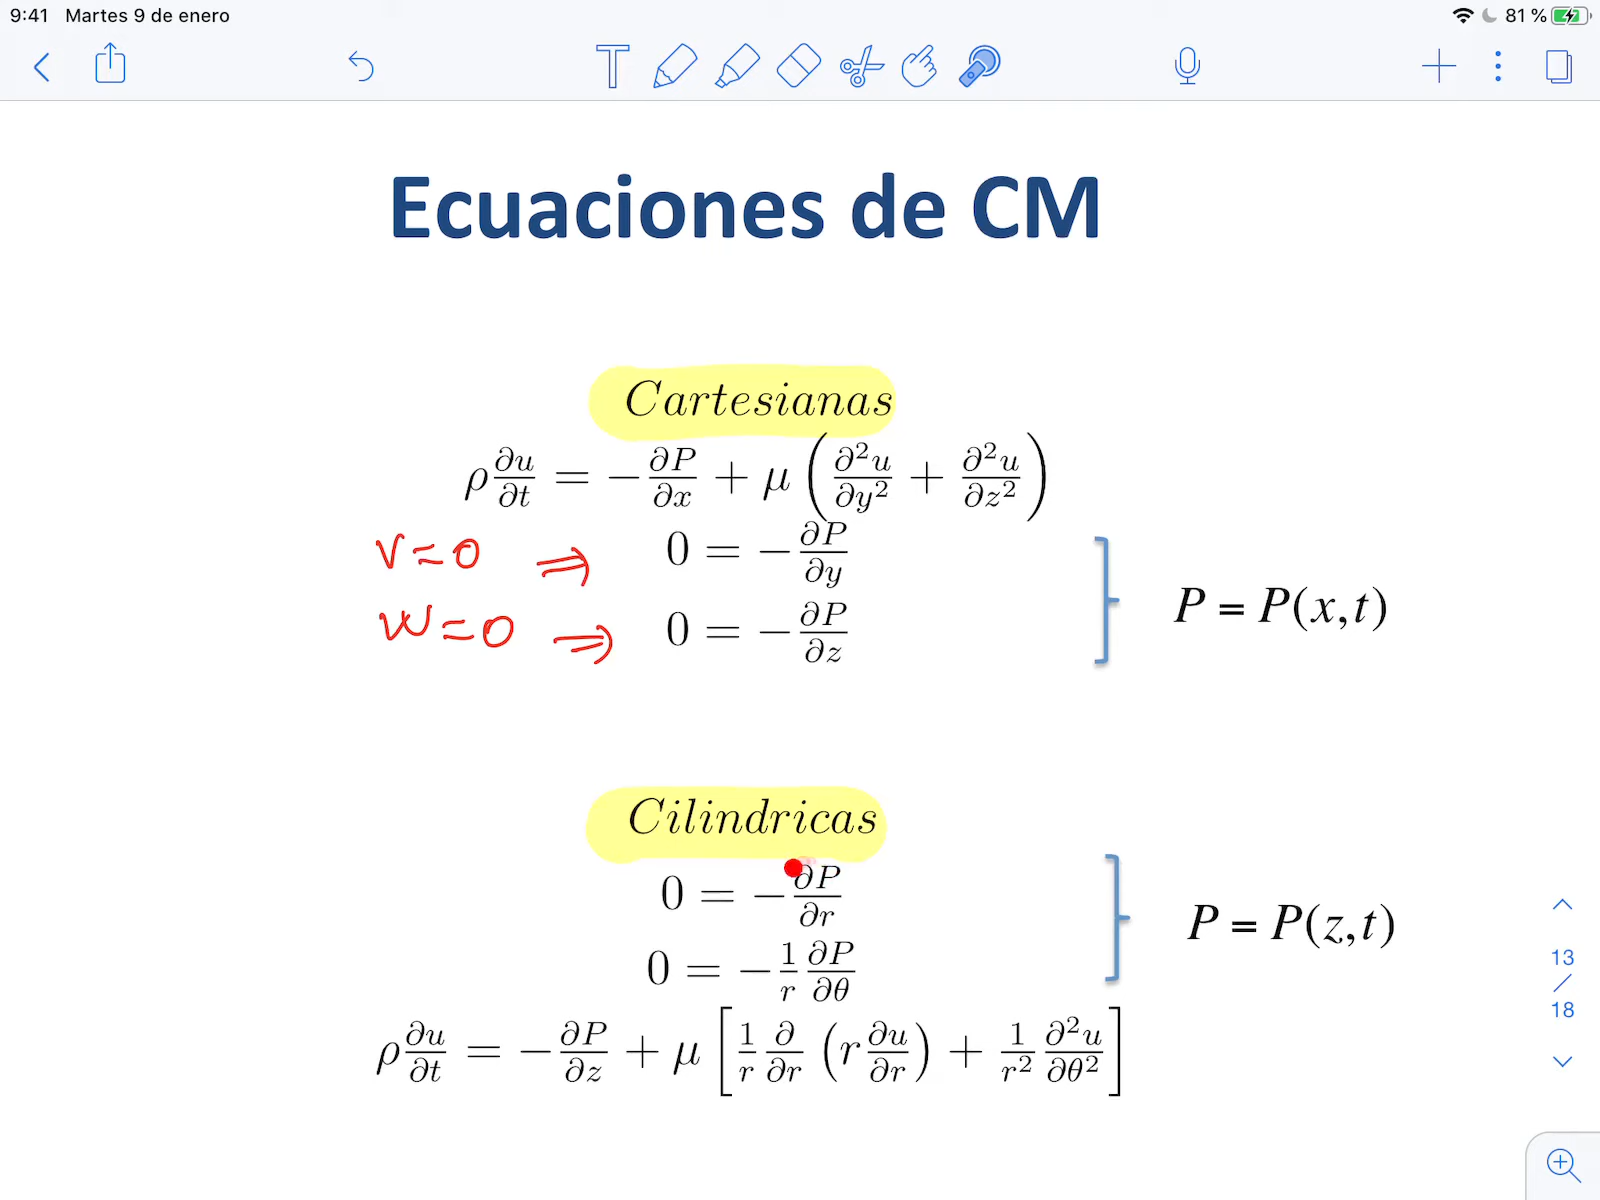 9:41 Martes 9 de enero 81 %
Ecuaciones de CM
Cartesianas
ρ ∂u/∂t = −∂P/∂x + μ (∂²u/∂y² + ∂²u/∂z²)
v=0 ⇒ 0 = −∂P/∂y
w=0 ⇒ 0 = −∂P/∂z
P = P(x,t)
Cilindricas
0 = −∂P/∂r
0 = −1/r ∂P/∂θ
P = P(z,t)
ρ ∂u/∂t = −∂P/∂z + μ [1/r ∂/∂r (r ∂u/∂r) + 1/r² ∂²u/∂θ²]
13
/
18